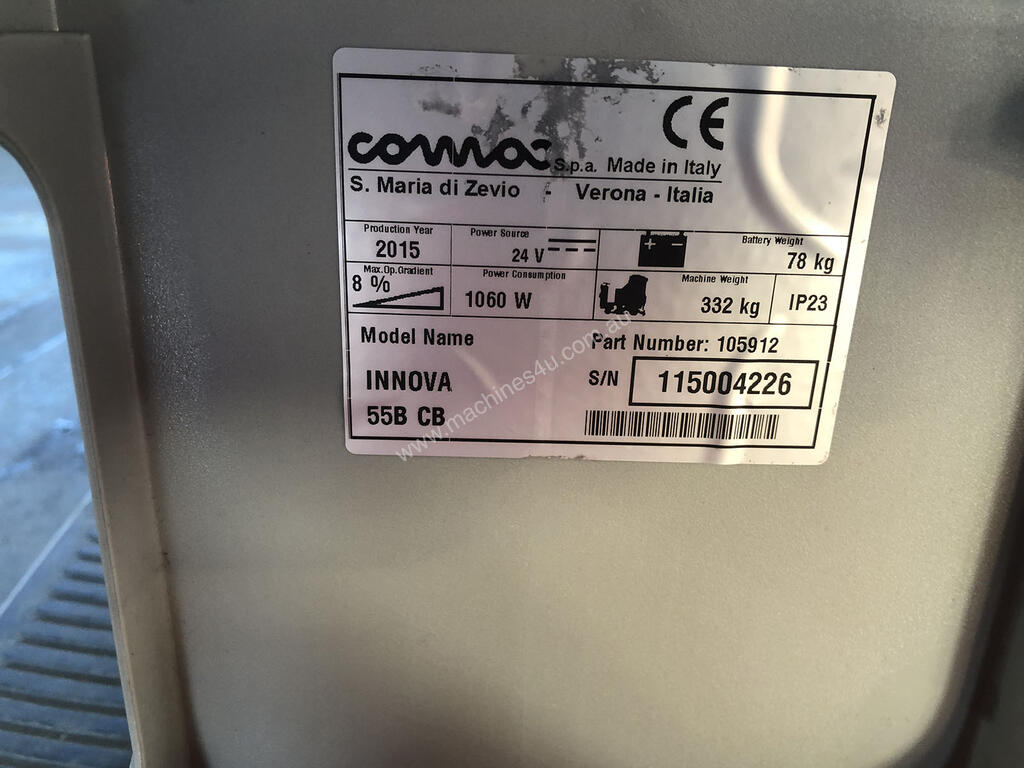 comac S.p.a. Made in Italy CE
S. Maria di Zevio - Verona - Italia
Production Year
2015
Power Source
24 V
Battery Weight
78 kg
Max.Op.Gradient
8 %
Power Consumption
1060 W
Machine Weight
332 kg
IP23
Model Name
Part Number: 105912
INNOVA
55B CB
S/N 115004226
www.machines4u.com.au